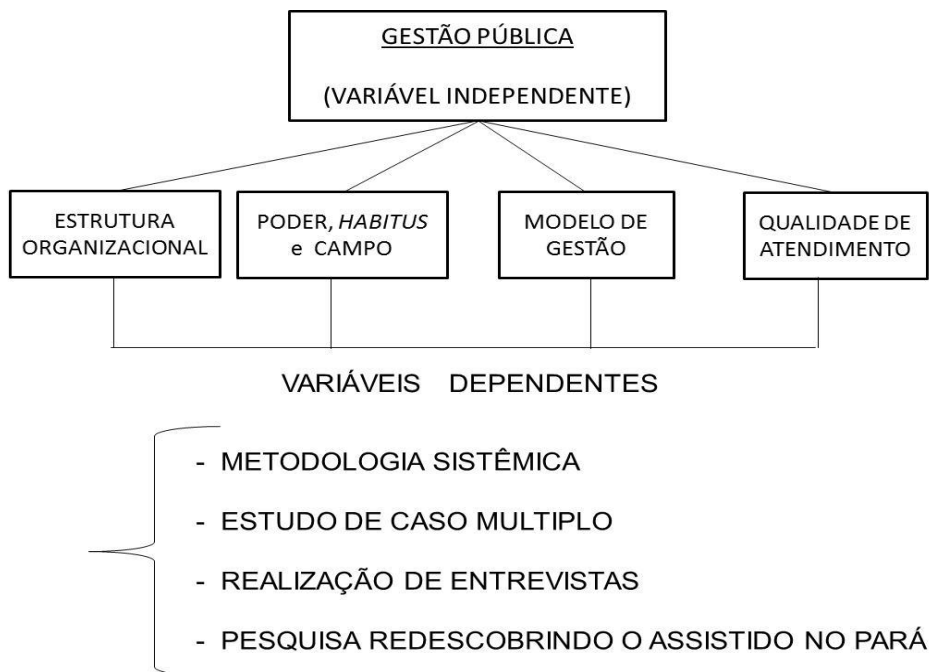 GESTÃO PÚBLICA
(VARIÁVEL INDEPENDENTE)
ESTRUTURA
ORGANIZACIONAL
PODER, HABITUS
e CAMPO
MODELO DE
GESTÃO
QUALIDADE DE
ATENDIMENTO
VARIÁVEIS DEPENDENTES
- METODOLOGIA SISTÊMICA
- ESTUDO DE CASO MULTIPLO
- REALIZAÇÃO DE ENTREVISTAS
- PESQUISA REDESCOBRINDO O ASSISTIDO NO PARÁ